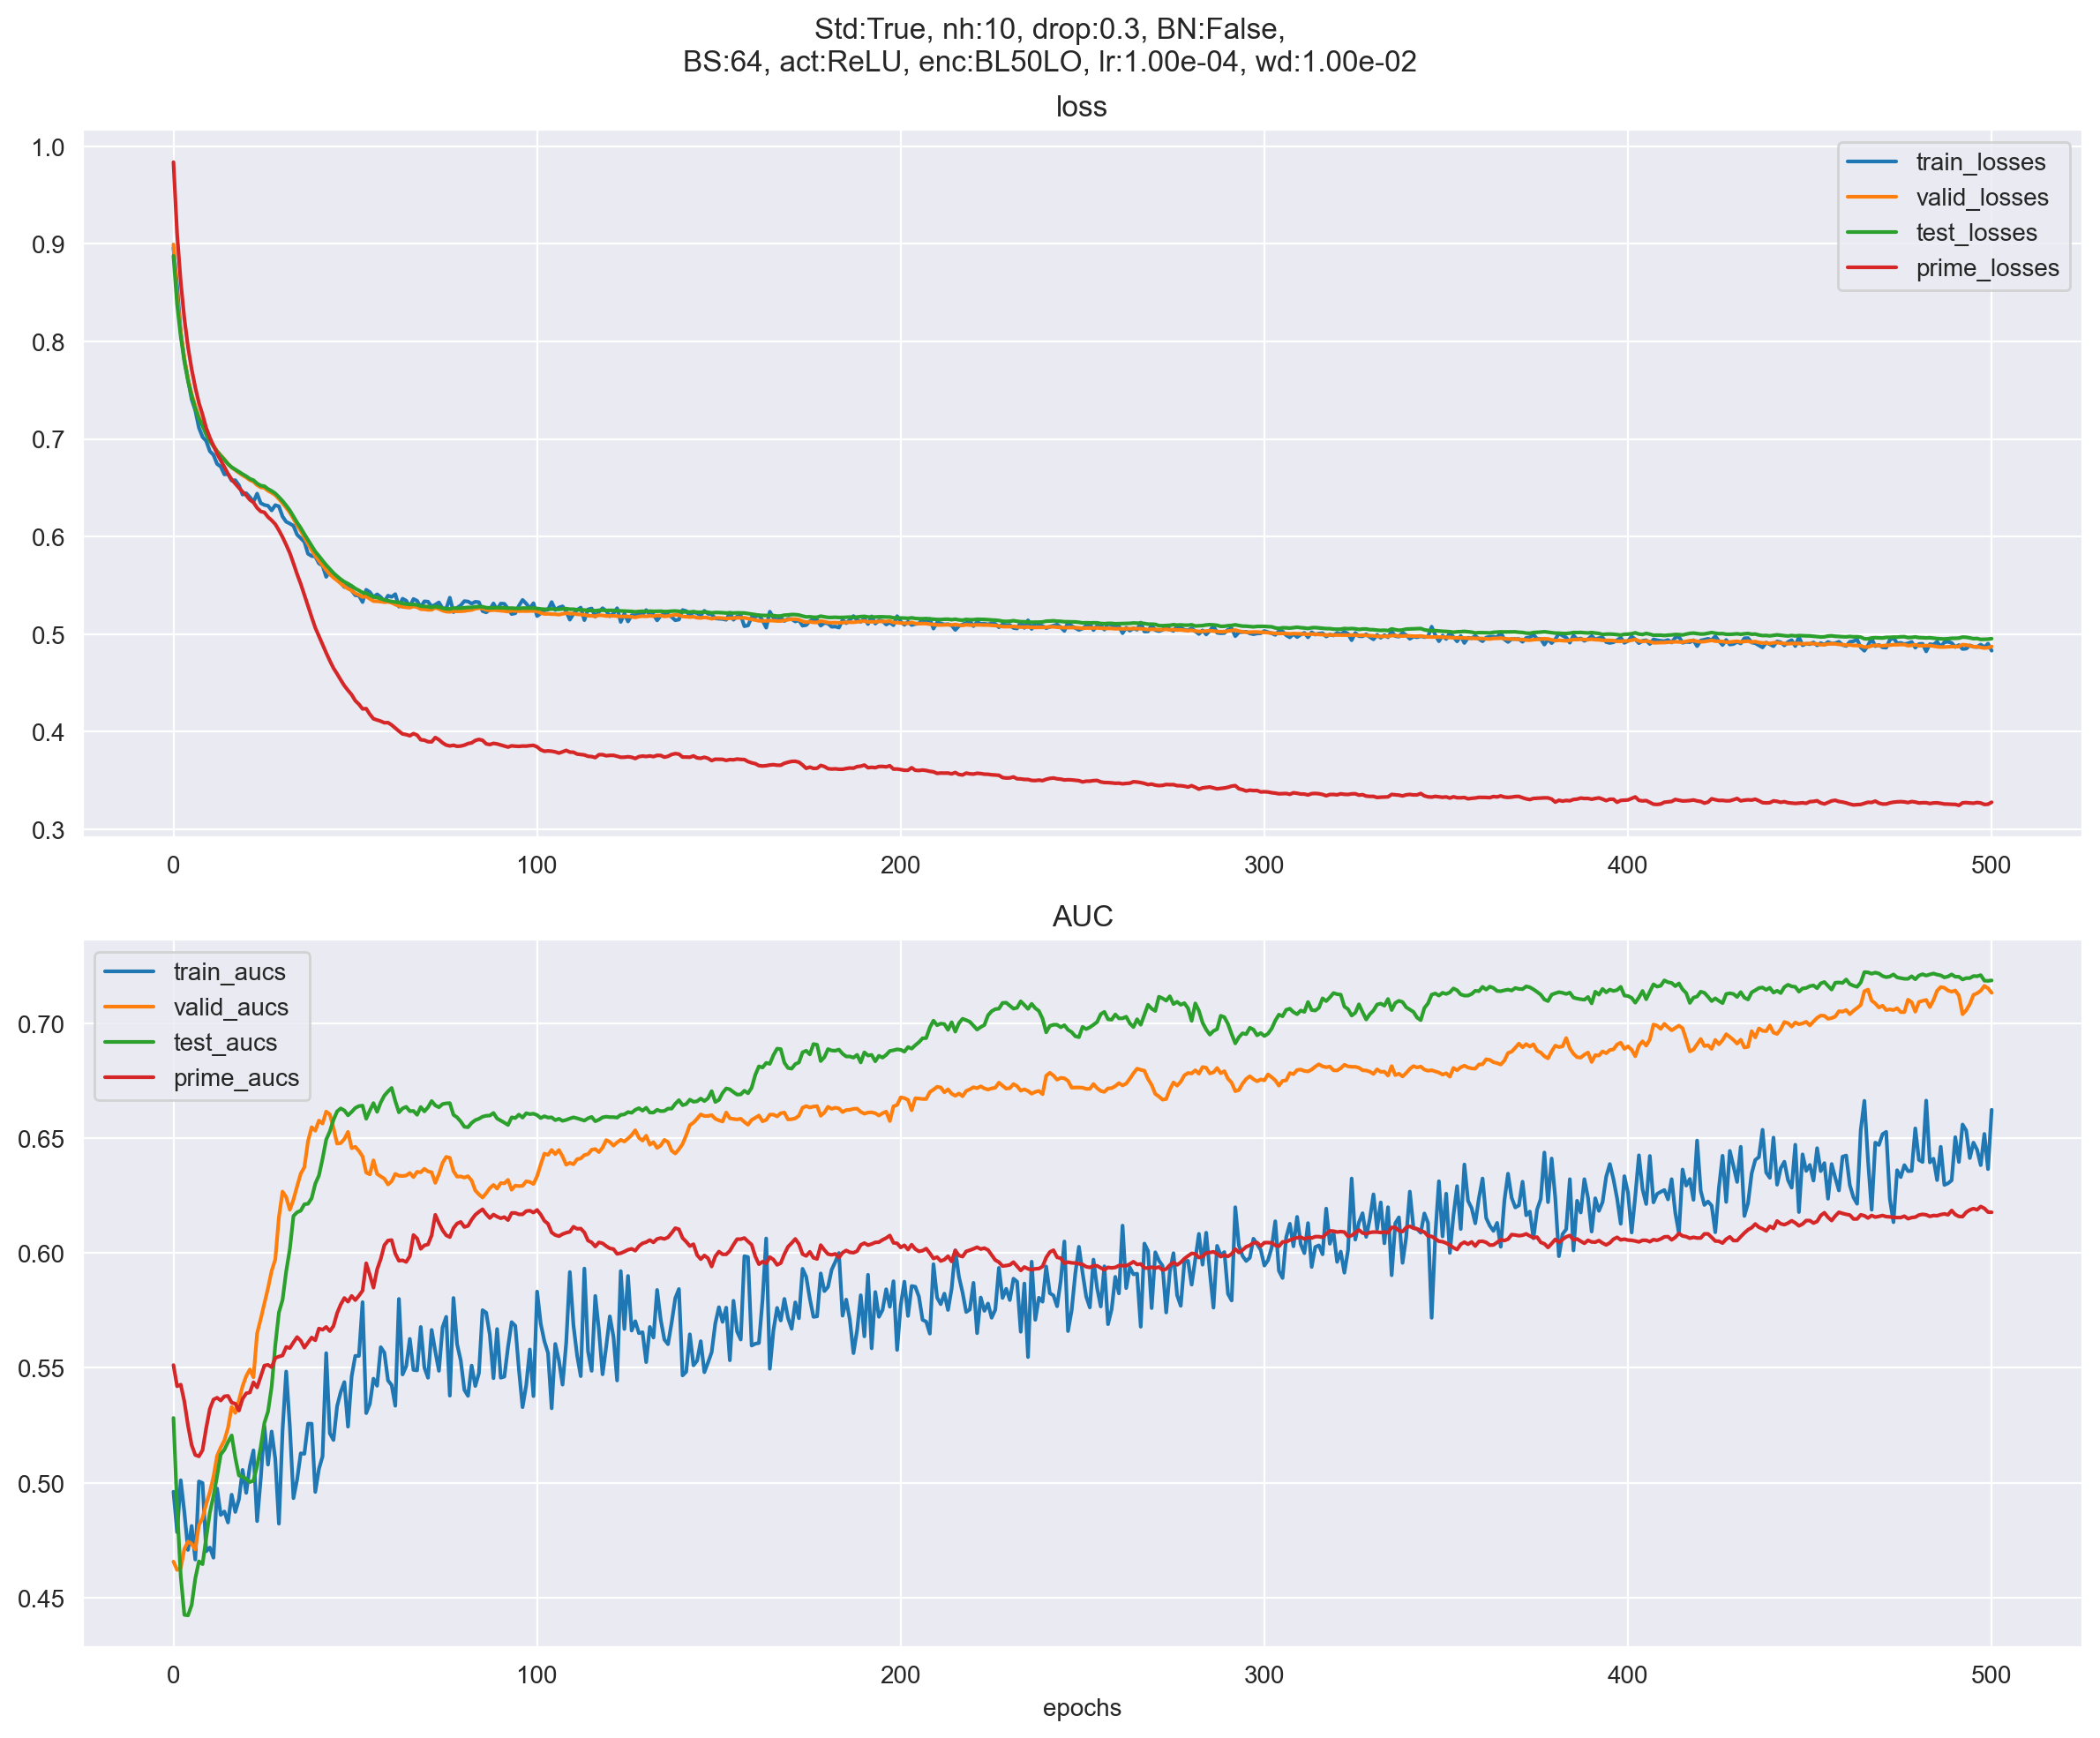 Std:True, nh:10, drop:0.3, BN:False,
BS:64, act:ReLU, enc:BL50LO, lr:1.00e-04, wd:1.00e-02
loss
1.0
0.9
0.8
0.7
0.6
0.5
0.4
0.3
train_losses
valid_losses
test_losses
prime_losses
0 100 200 300 400 500
AUC
0.70
0.65
0.60
0.55
0.50
0.45
train_aucs
valid_aucs
test_aucs
prime_aucs
0 100 200 300 400 500
epochs